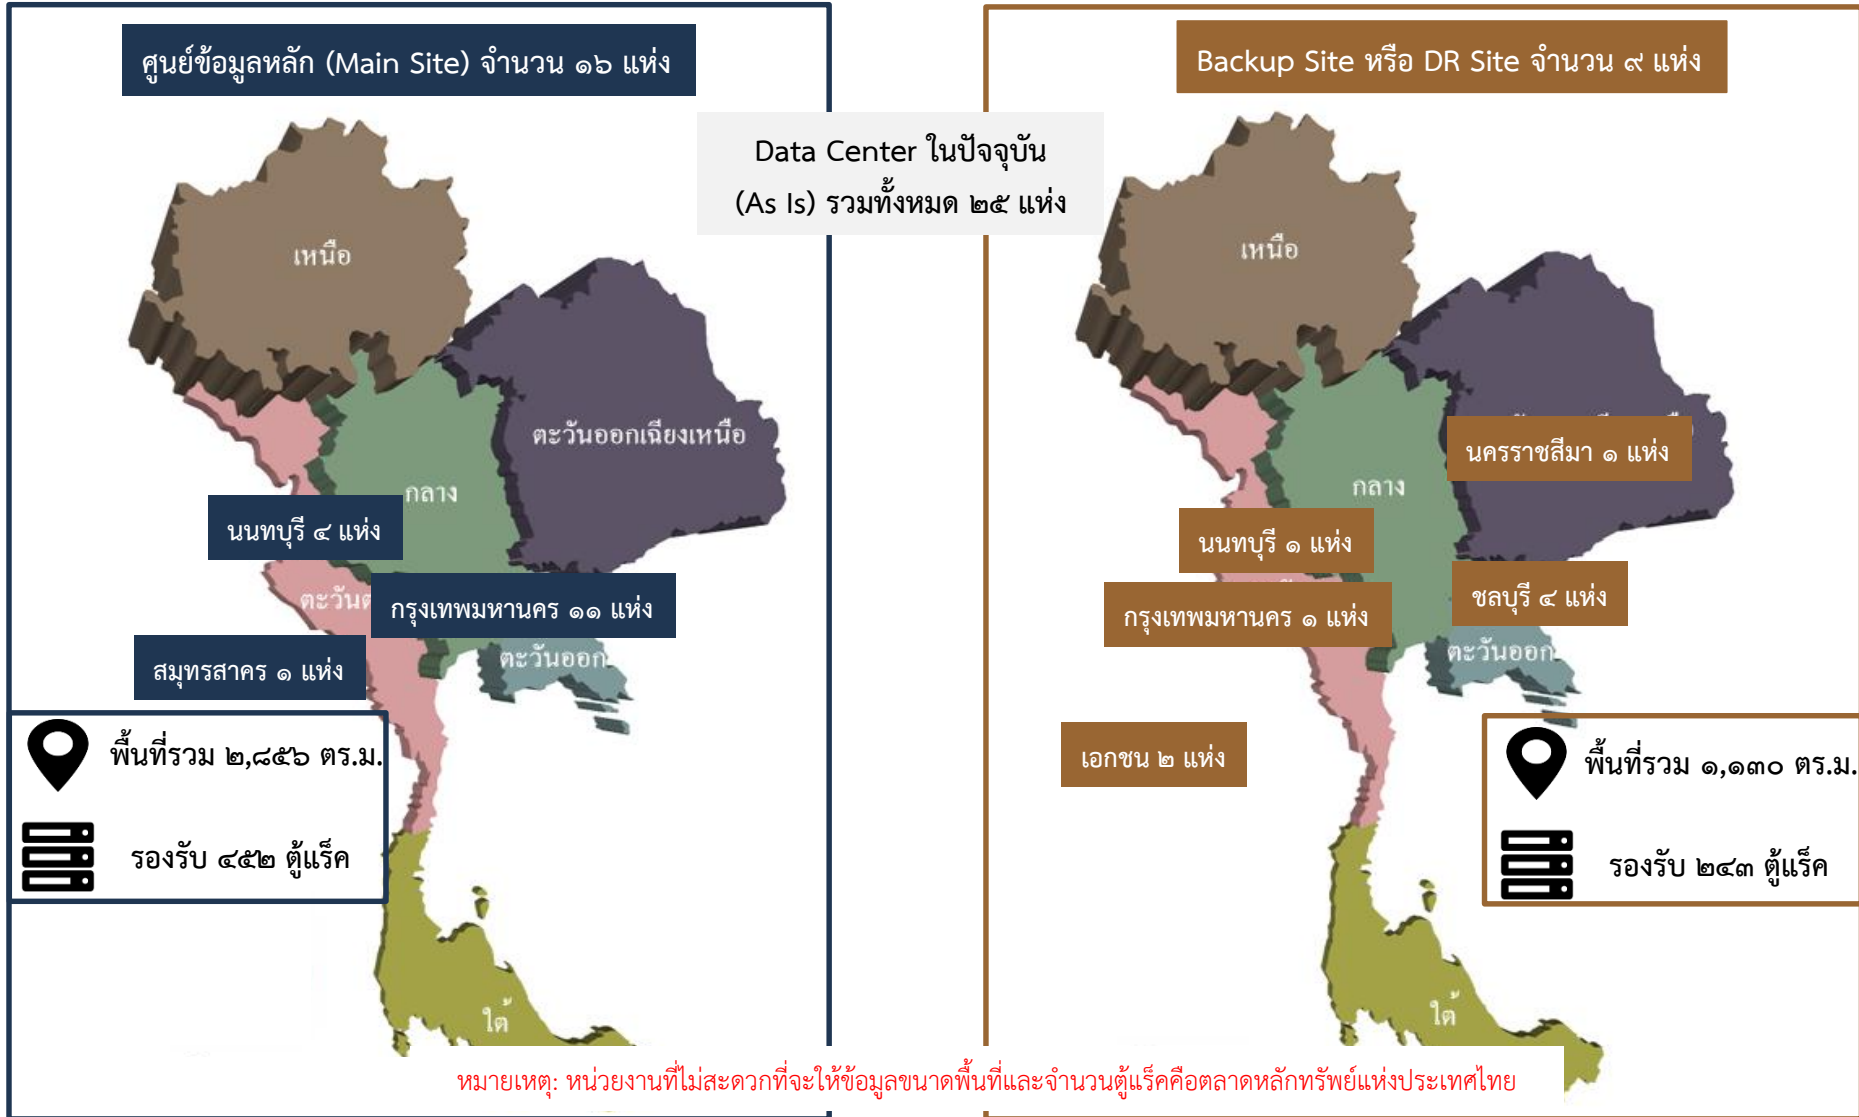 ศูนย์ข้อมูลหลัก (Main Site) จำนวน ๑๖ แห่ง
Backup Site หรือ DR Site จำนวน ๙ แห่ง
Data Center ในปัจจุบัน
(As Is) รวมทั้งหมด ๒๕ แห่ง
เหนือ
ตะวันออกเฉียงเหนือ
กลาง
นนทบุรี ๔ แห่ง
กรุงเทพมหานคร ๑๑ แห่ง
ตะวันออก
สมุทรสาคร ๑ แห่ง
พื้นที่รวม ๒,๘๕๖ ตร.ม.
รองรับ ๔๕๒ ตู้แร็ค
ใต้
เหนือ
นครราชสีมา ๑ แห่ง
กลาง
นนทบุรี ๑ แห่ง
ชลบุรี ๔ แห่ง
กรุงเทพมหานคร ๑ แห่ง
ตะวันออก
เอกชน ๒ แห่ง
พื้นที่รวม ๑,๑๓๐ ตร.ม.
รองรับ ๒๔๓ ตู้แร็ค
ใต้
หมายเหตุ: หน่วยงานที่ไม่สะดวกที่จะให้ข้อมูลขนาดพื้นที่และจำนวนตู้แร็คคือตลาดหลักทรัพย์แห่งประเทศไทย